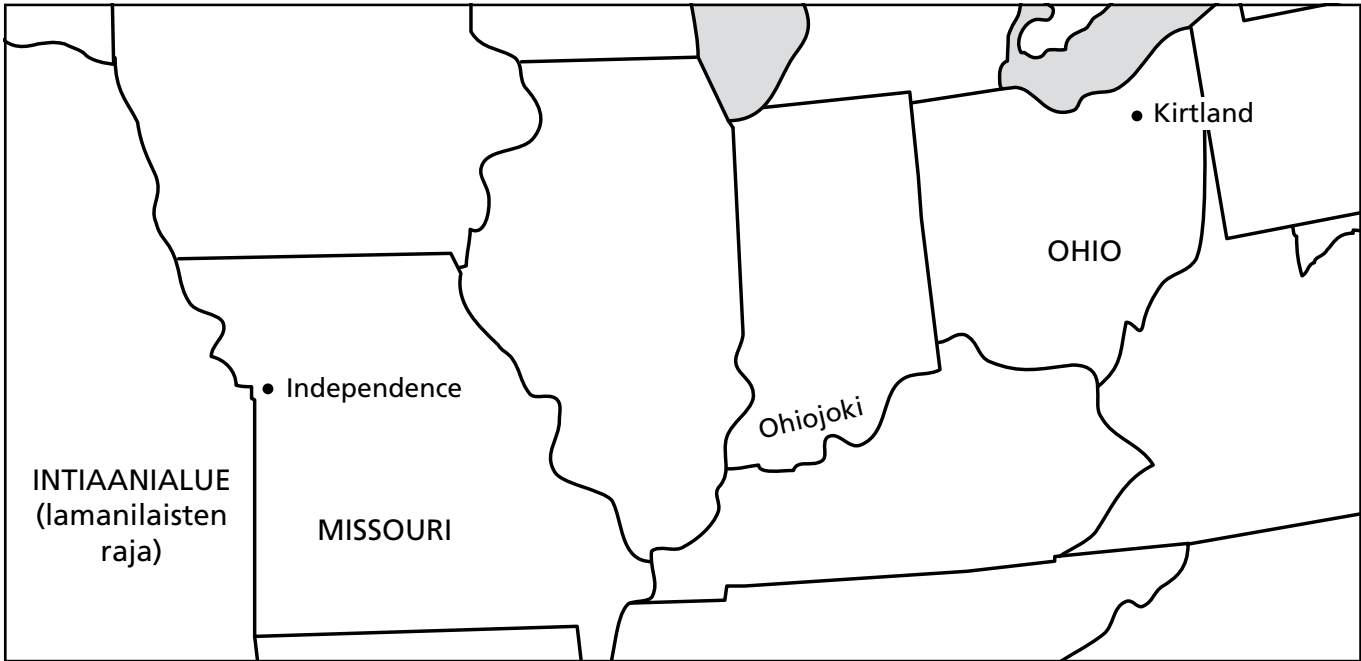 Kirtland
OHIO
Independence
Ohiojoki
INTIAANIALUE
(lamanilaisten
raja)
MISSOURI